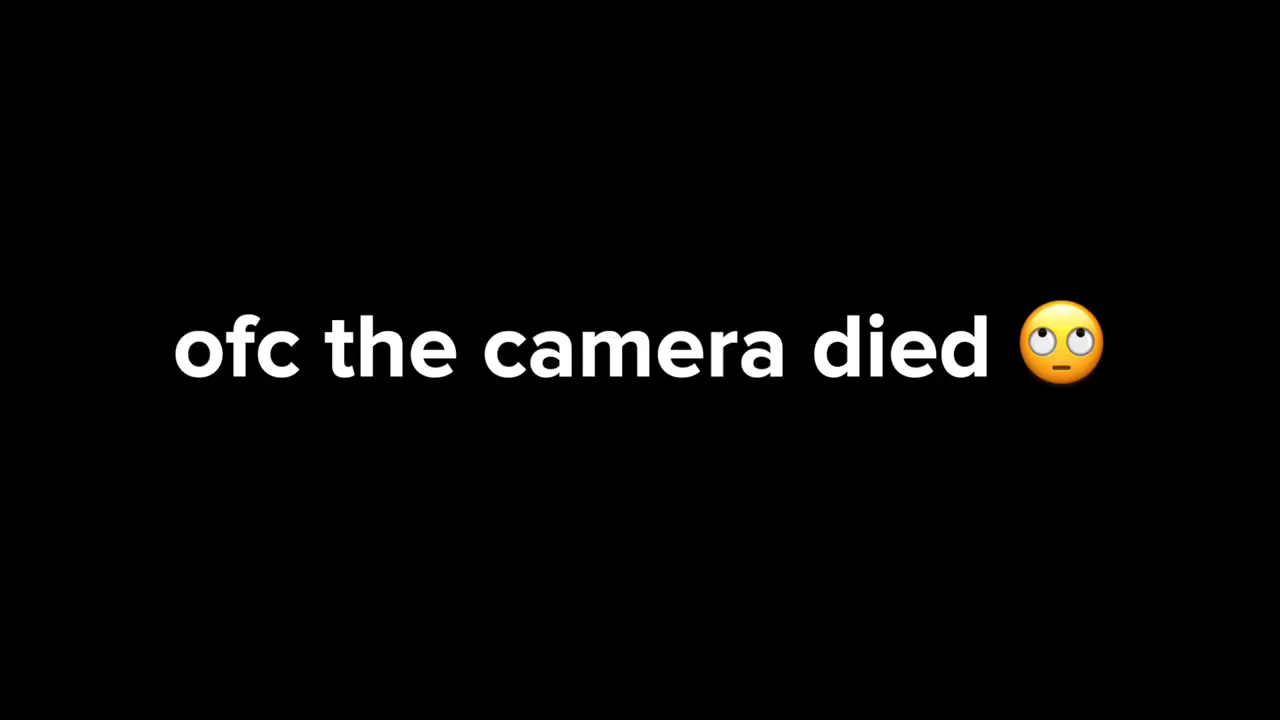 ofc the camera died 🙄